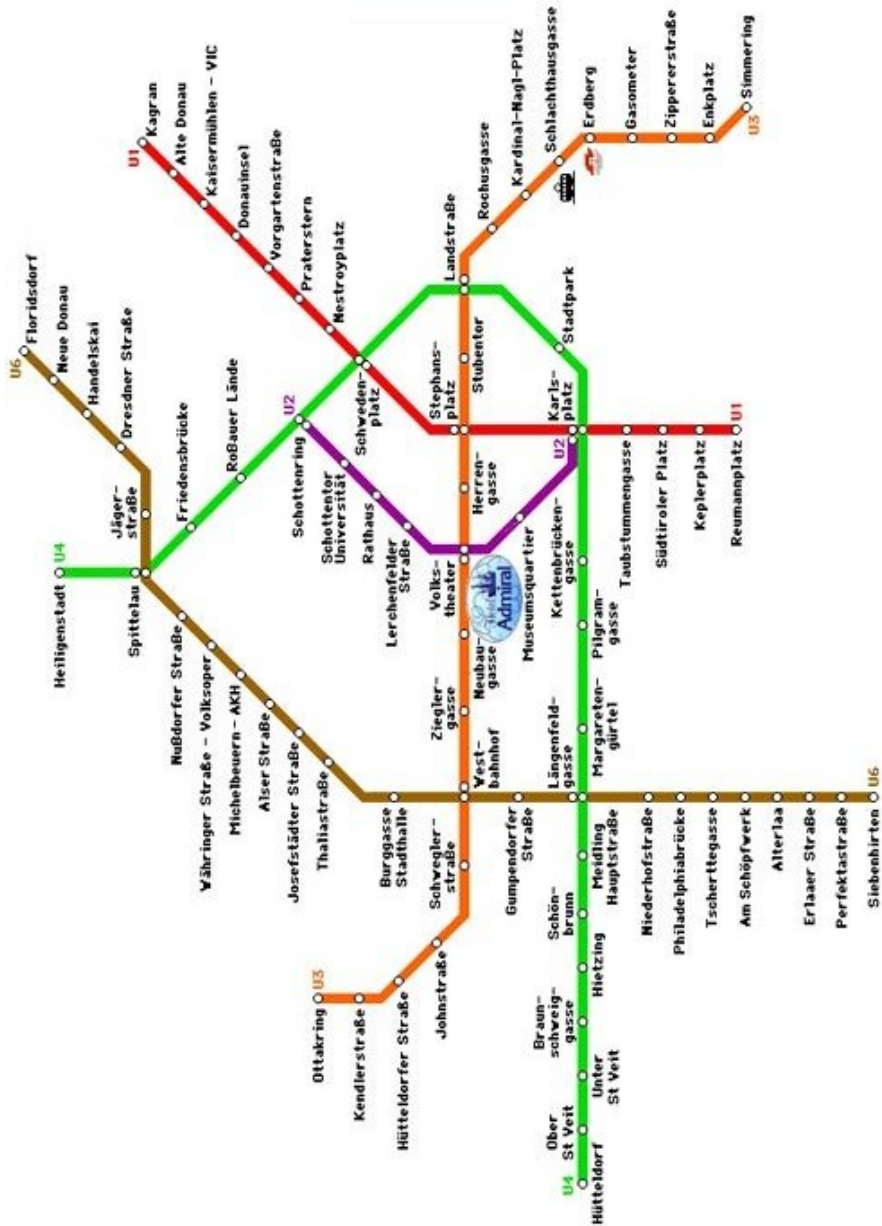 U6
Floridsdorf
Neue Donau
Handelskai
Dresdner Straße
Jäger-
straße
U4
Heiligenstadt
Spittelau
Nußdorfer Straße
Währinger Straße - Volksoper
Michelbeuern - AKH
Alser Straße
Josefstädter Straße
Thaliastraße
Burggasse
Stadthalle
U1
Kagran
Alte Donau
Kaisermühlen - VIC
Donauinsel
Vorgartenstraße
Praterstern
Nestroyplatz
Schweden-
platz
Friedensbrücke
Roßauer Lände
U2
Schottenring
Schottentor
Universität
Rathaus
Lerchenfelder
Straße
Volks-
theater
Museumsquartier
U2
U3
Ottakring
Kendlerstraße
Hütteldorfer Straße
Johnstraße
Schwegler-
straße
West-
bahnhof
Ziegler-
gasse
Neubau-
gasse
Admiral
Herren-
gasse
Stephans-
platz
Stubentor
Landstraße
Rochusgasse
Kardinal-Nagl-Platz
Schlachthausgasse
Erdberg
Gasometer
Zippererstraße
Enkplatz
Simmering
U3
U4
Hütteldorf
Ober
St Veit
Unter
St Veit
Braun-
schweig-
gasse
Hietzing
Schön-
brunn
Meidling
Hauptstraße
Gumpendorfer
Straße
Längenfeld-
gasse
Margareten-
gürtel
Pilgram-
gasse
Kettenbrücken-
gasse
Karls-
platz
Stadtpark
Taubstummengasse
Südtiroler Platz
Keplerplatz
Reumannplatz
U1
Niederhofstraße
Philadelphiabrücke
Tscherttegasse
Am Schöpfwerk
Alterlaa
Erlaaer Straße
Perfektastraße
Siebenhirten
U6